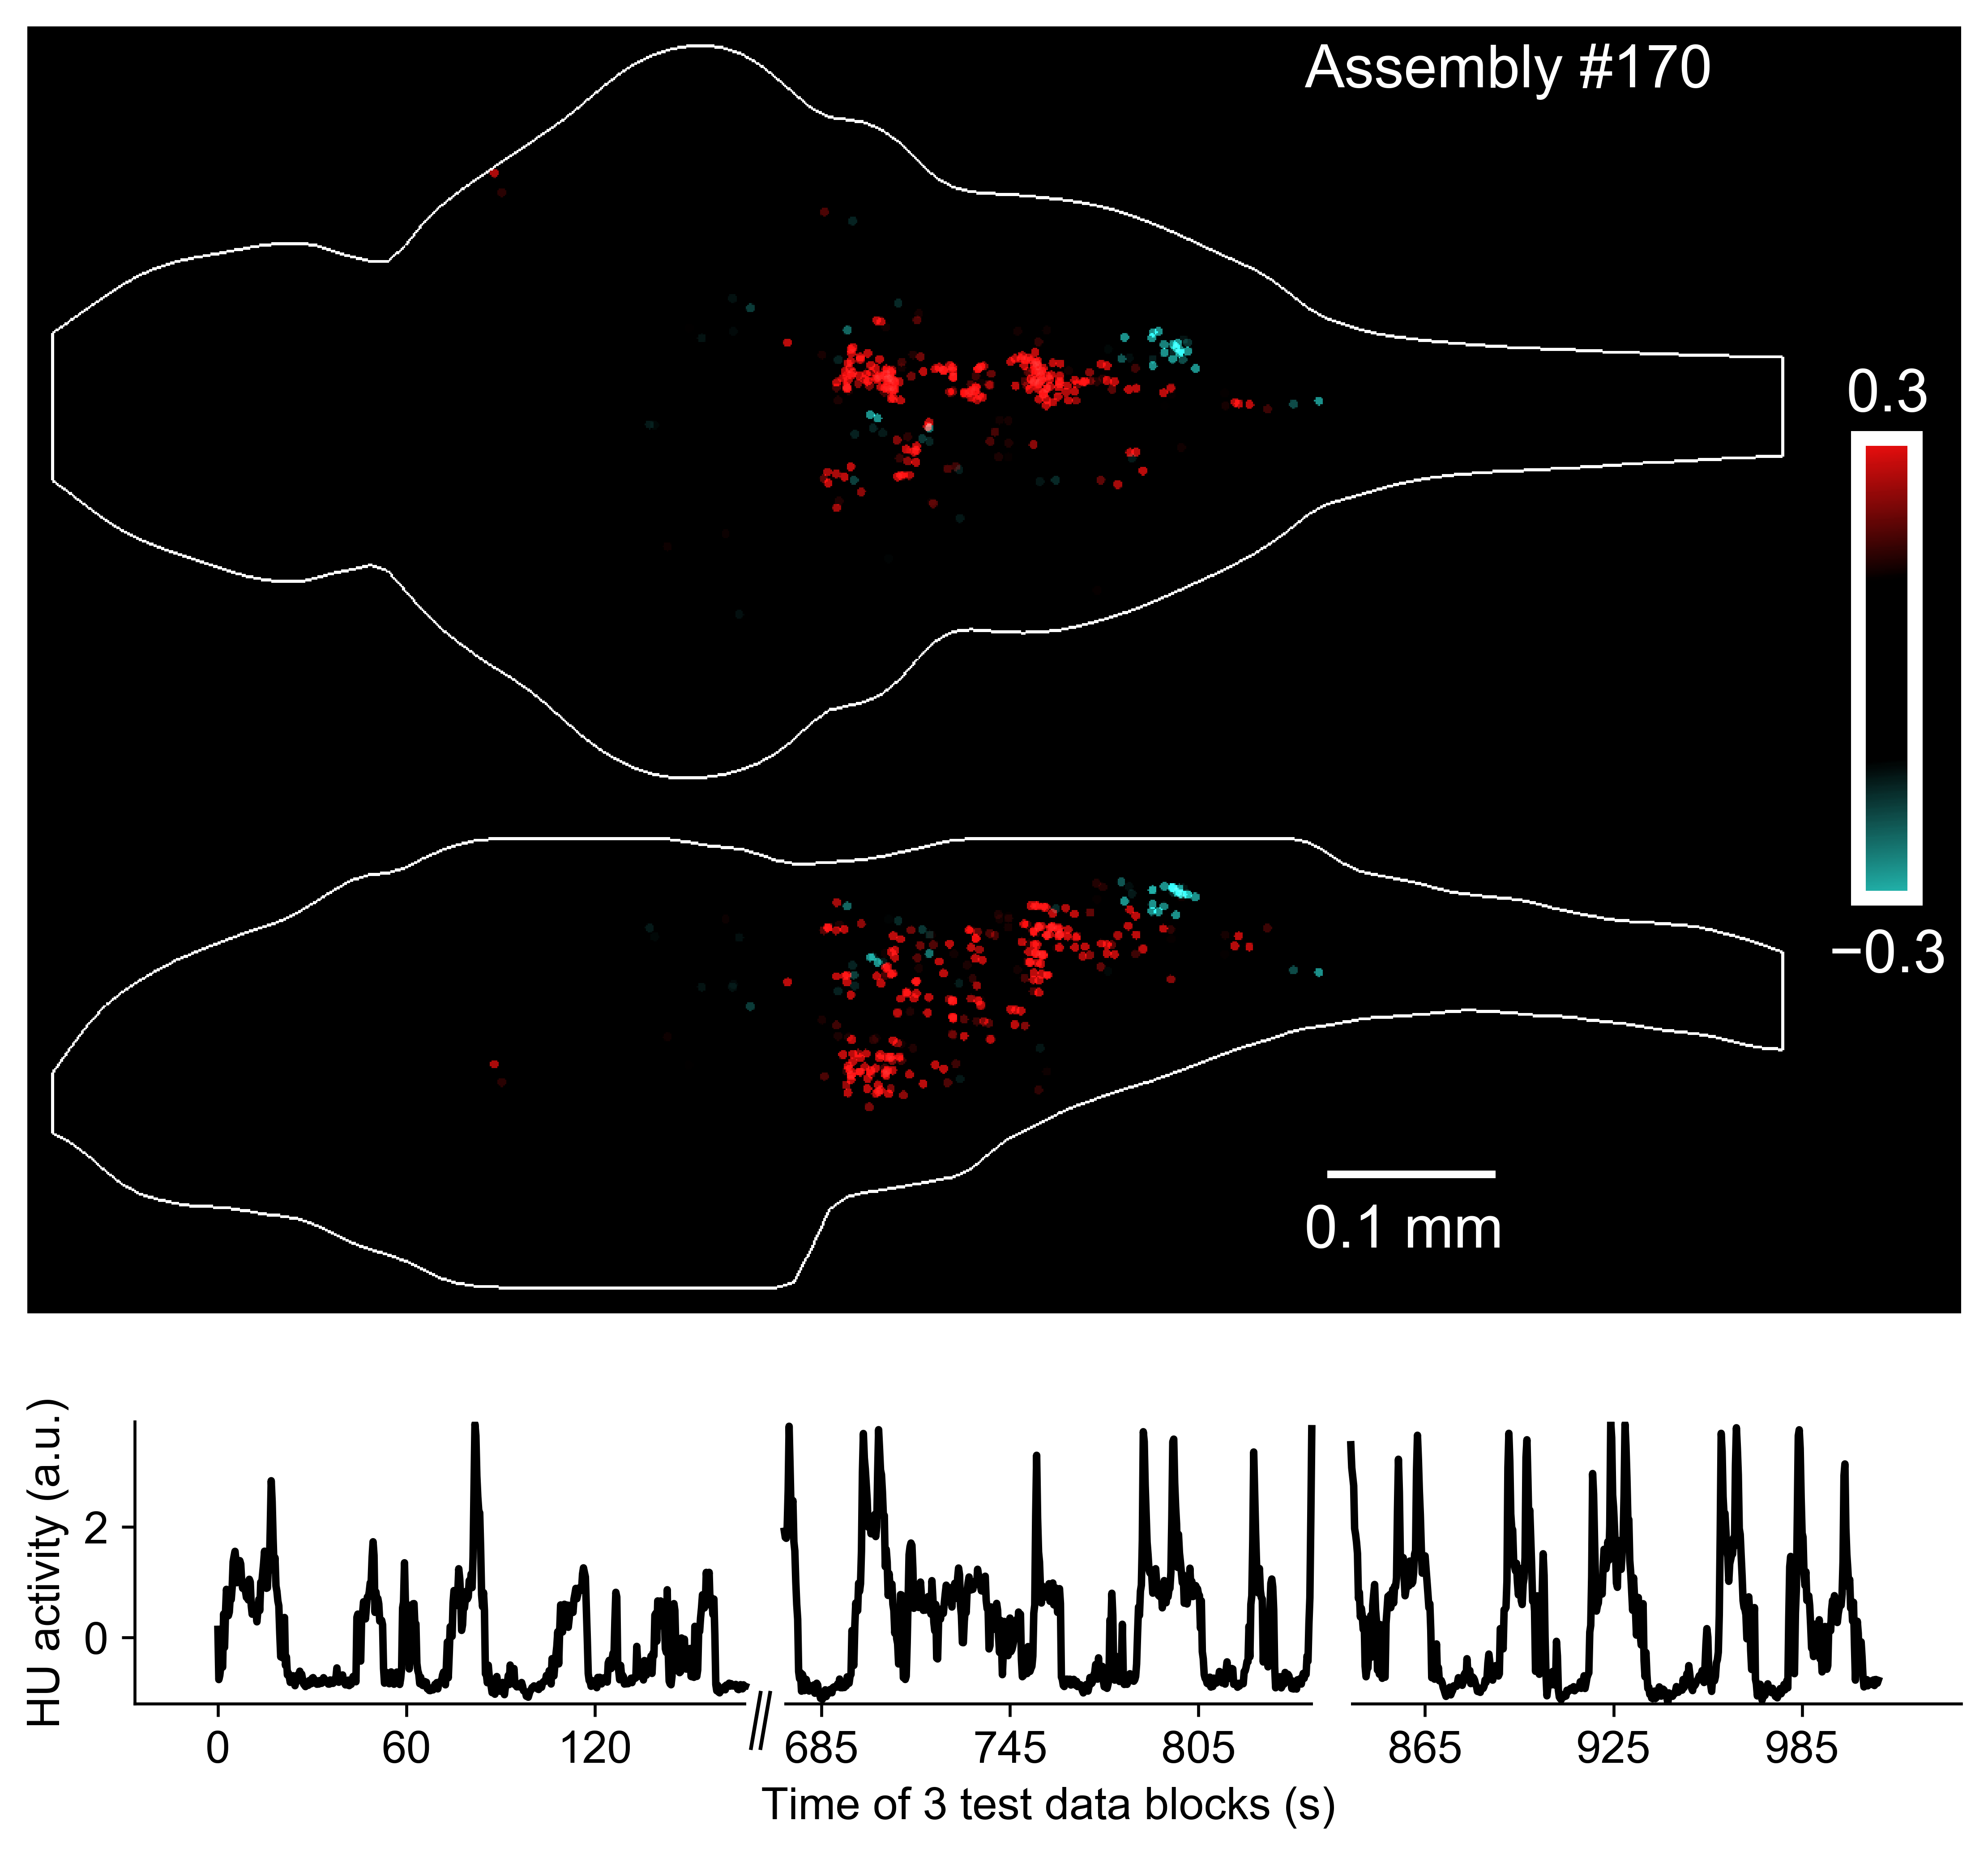 Assembly #170
0.3
−0.3
0.1 mm
HU activity (a.u.)
2
0
0 60 120 685 745 805 865 925 985
Time of 3 test data blocks (s)